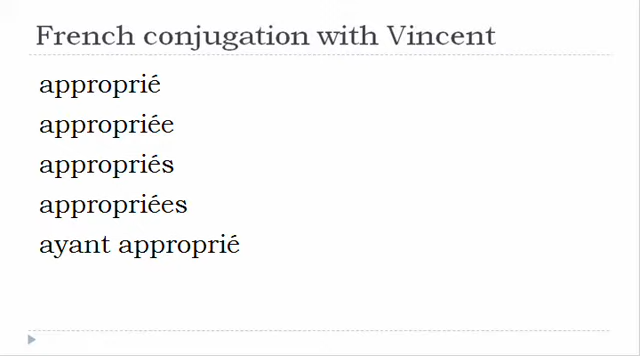 French conjugation with Vincent
approprié
appropriée
appropriés
appropriées
ayant approprié